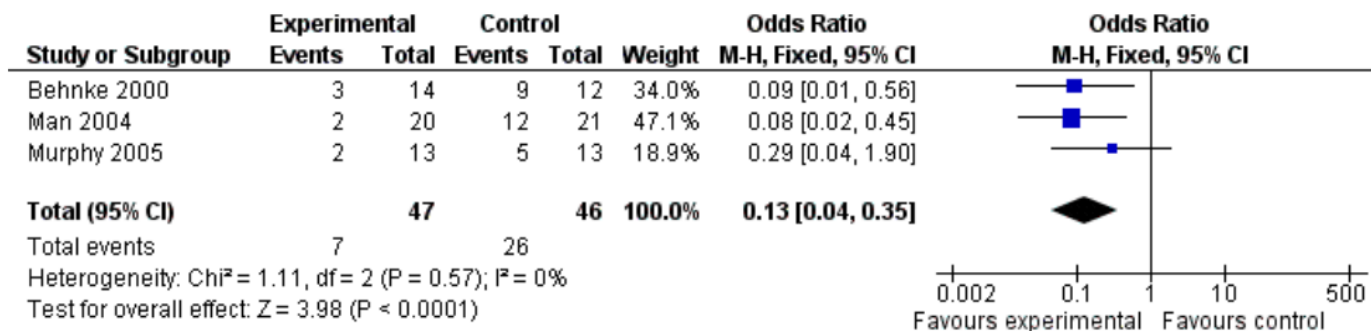 Experimental Control Odds Ratio Odds Ratio
Study or Subgroup Events Total Events Total Weight M-H, Fixed, 95% CI M-H, Fixed, 95% CI
Behnke 2000 3 14 9 12 34.0% 0.09 [0.01, 0.56]
Man 2004 2 20 12 21 47.1% 0.08 [0.02, 0.45]
Murphy 2005 2 13 5 13 18.9% 0.29 [0.04, 1.90]
Total (95% CI) 47 46 100.0% 0.13 [0.04, 0.35]
Total events 7 26
Heterogeneity: Chi² = 1.11, df = 2 (P = 0.57); I² = 0%
Test for overall effect: Z = 3.98 (P < 0.0001)
0.002 0.1 1 10 500
Favours experimental Favours control